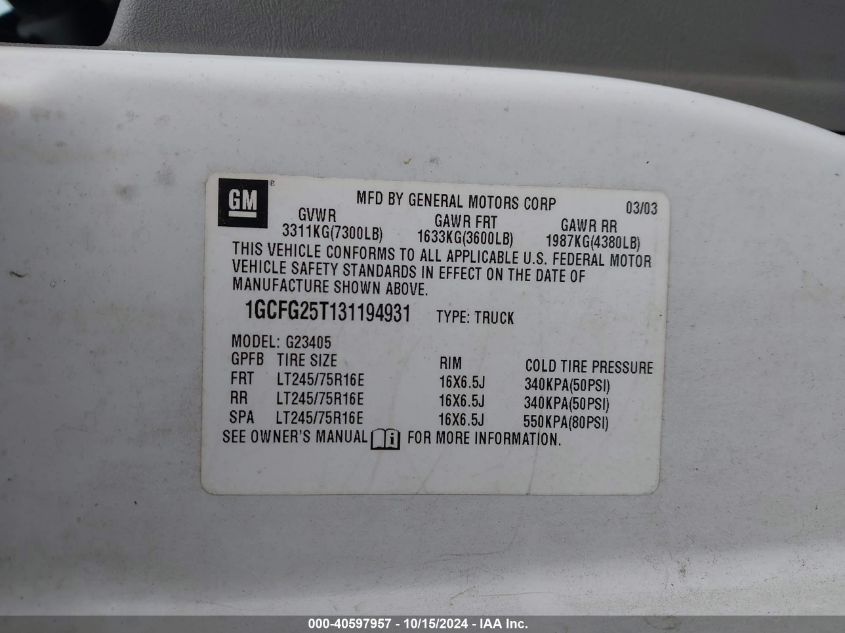 GM®
MFD BY GENERAL MOTORS CORP 03/03
GVWR GAWR FRT GAWR RR
3311KG(7300LB) 1633KG(3600LB) 1987KG(4380LB)
THIS VEHICLE CONFORMS TO ALL APPLICABLE U.S. FEDERAL MOTOR
VEHICLE SAFETY STANDARDS IN EFFECT ON THE DATE OF
MANUFACTURE SHOWN ABOVE.
1GCFG25T131194931 TYPE: TRUCK
MODEL: G23405
GPFB TIRE SIZE RIM COLD TIRE PRESSURE
FRT LT245/75R16E 16X6.5J 340KPA(50PSI)
RR LT245/75R16E 16X6.5J 340KPA(50PSI)
SPA LT245/75R16E 16X6.5J 550KPA(80PSI)
SEE OWNER'S MANUAL FOR MORE INFORMATION.
000-40597957 - 10/15/2024 - IAA Inc.